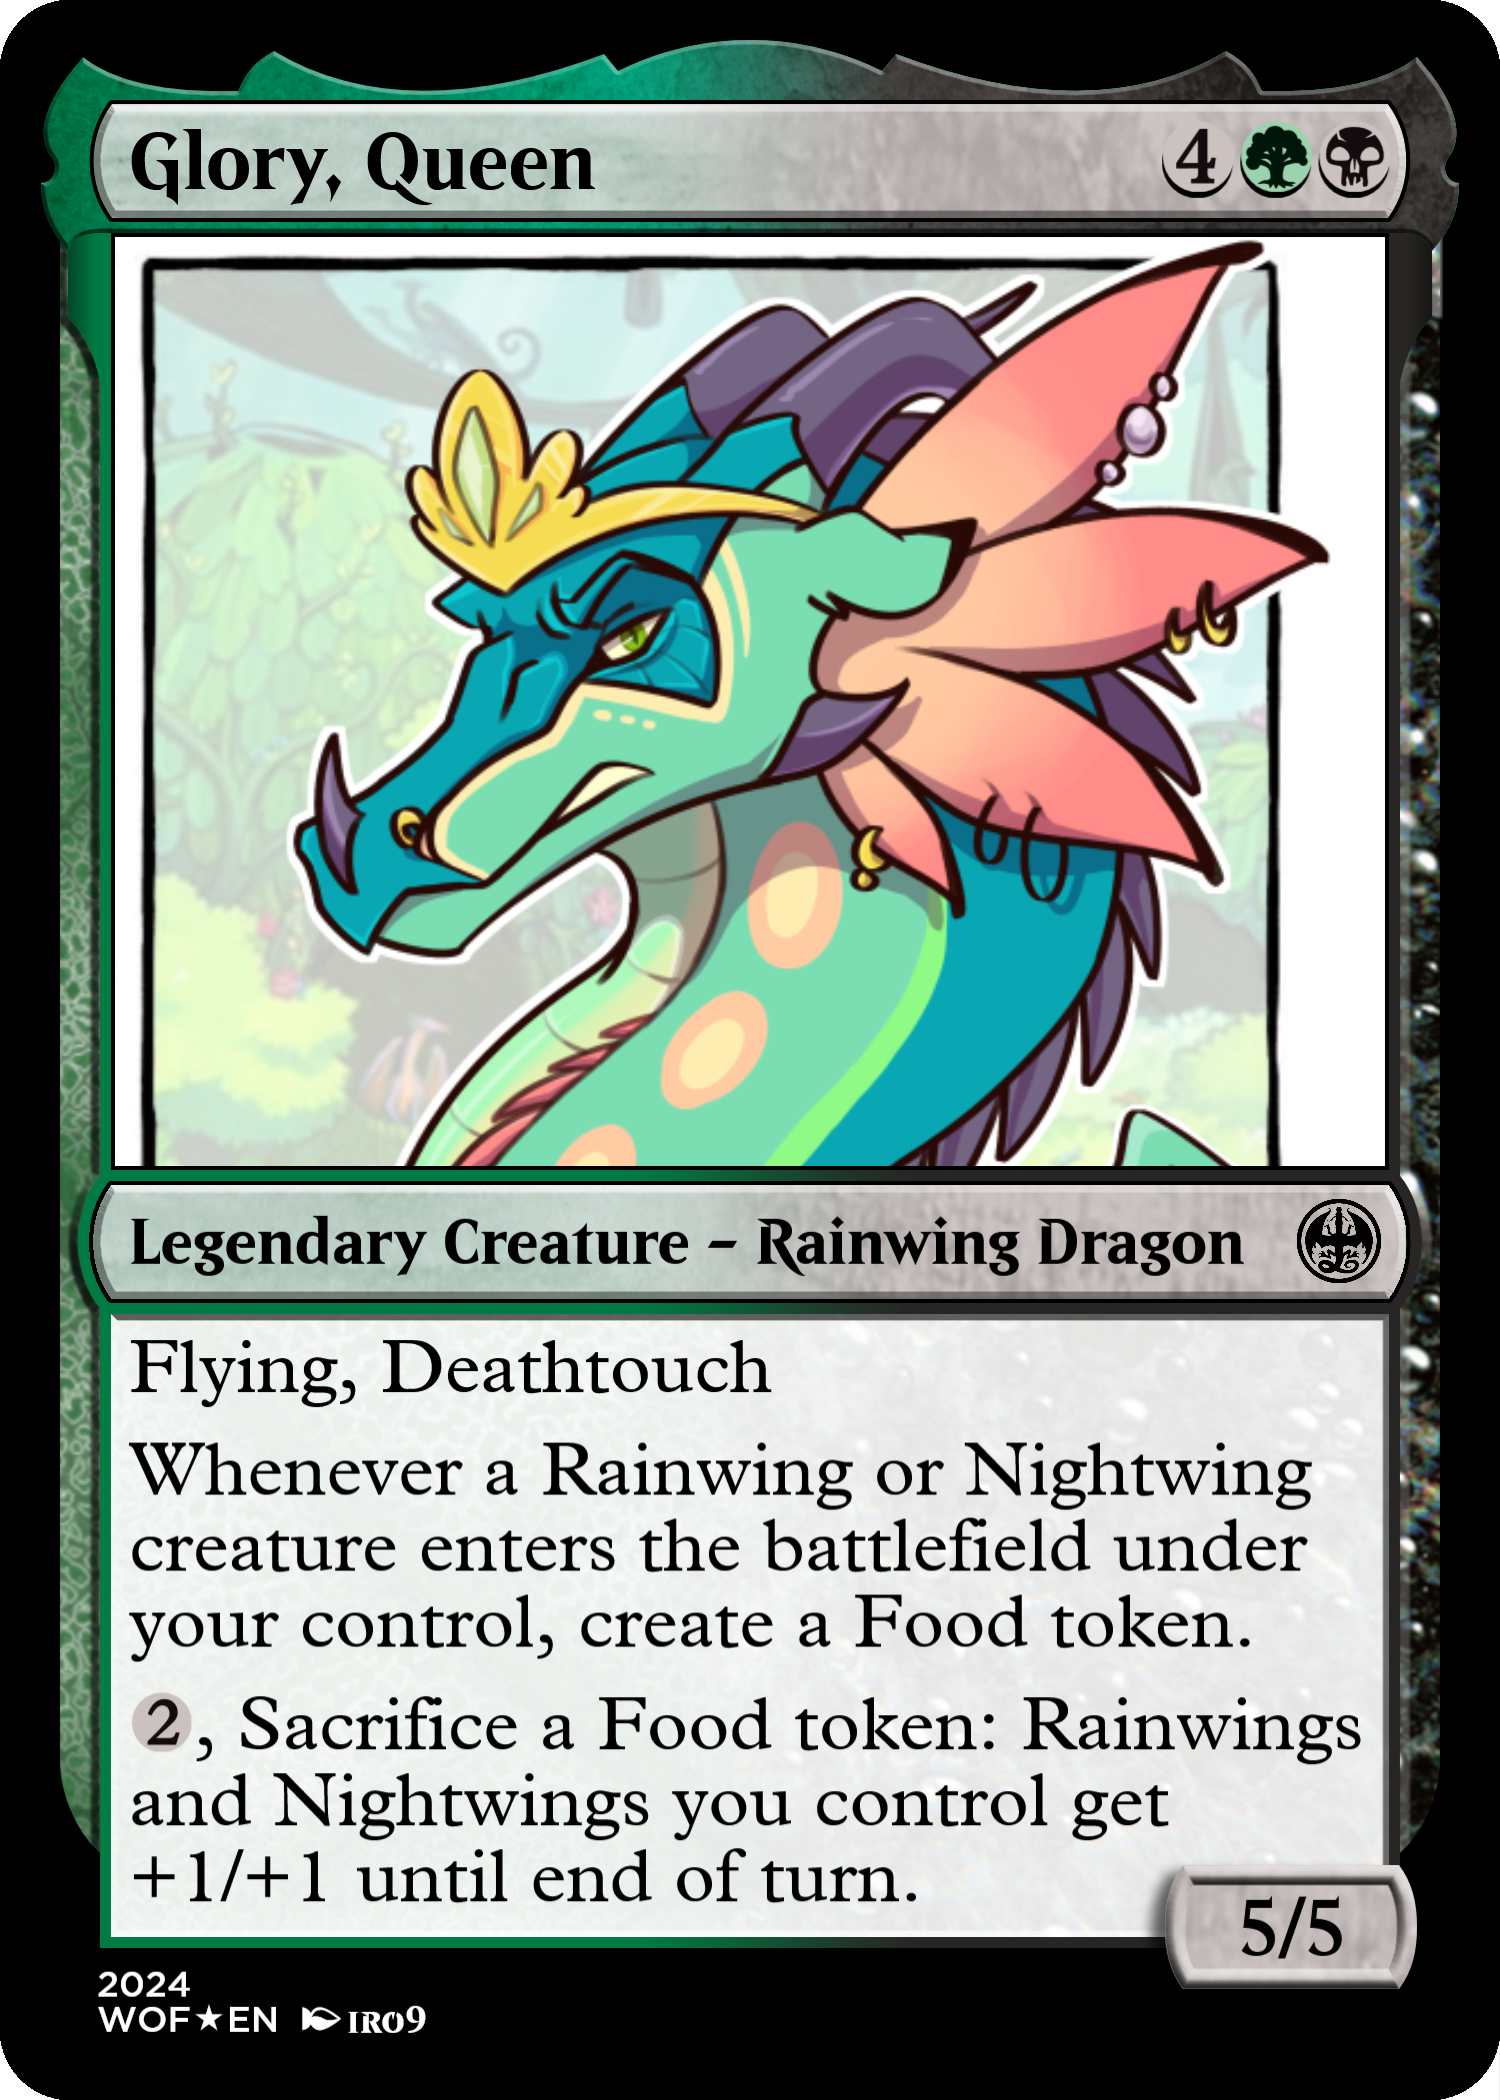 Glory, Queen 4
Legendary Creature – Rainwing Dragon
Flying, Deathtouch
Whenever a Rainwing or Nightwing
creature enters the battlefield under
your control, create a Food token.
2, Sacrifice a Food token: Rainwings
and Nightwings you control get
+1/+1 until end of turn.
5/5
2024
WOF★EN IRO9